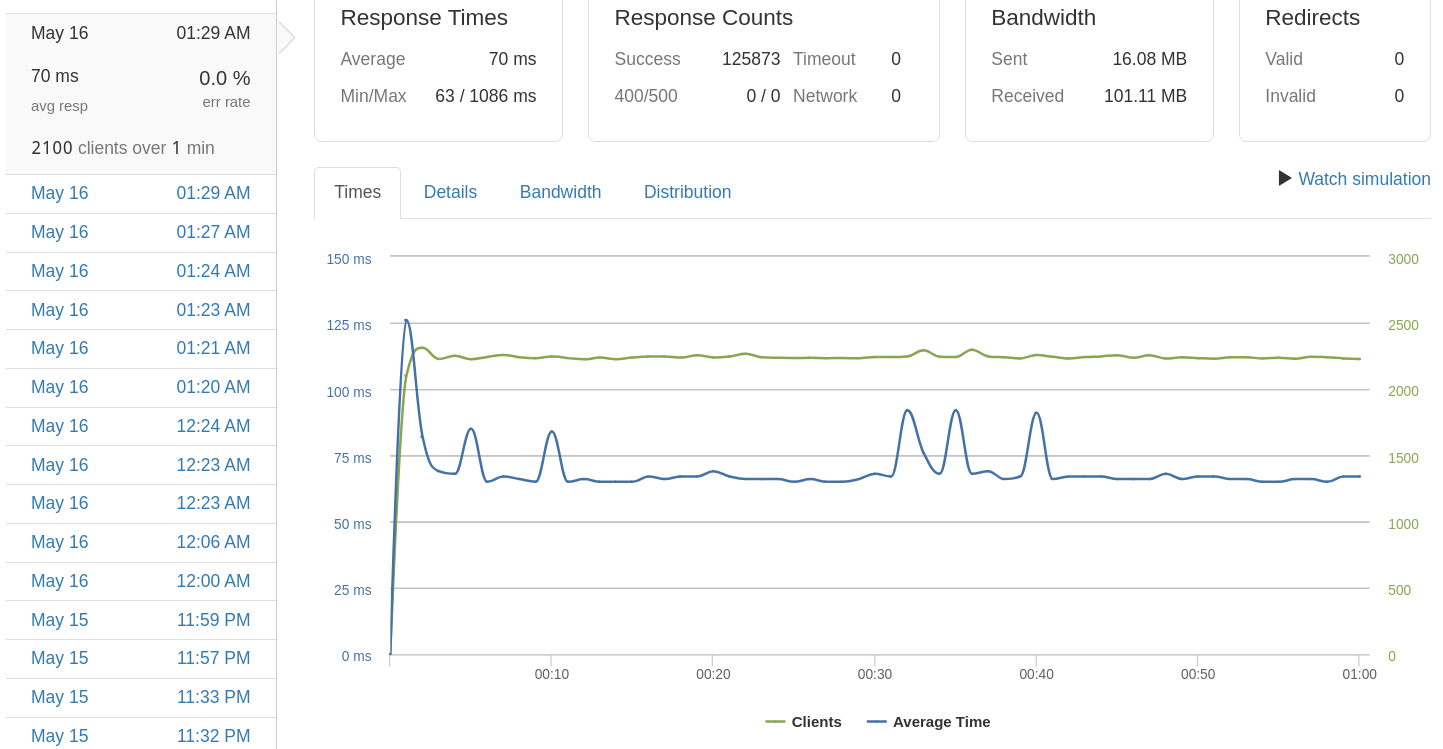 May 16 01:29 AM
70 ms 0.0 %
avg resp err rate
2100 clients over 1 min
May 16 01:29 AM
May 16 01:27 AM
May 16 01:24 AM
May 16 01:23 AM
May 16 01:21 AM
May 16 01:20 AM
May 16 12:24 AM
May 16 12:23 AM
May 16 12:23 AM
May 16 12:06 AM
May 16 12:00 AM
May 15 11:59 PM
May 15 11:57 PM
May 15 11:33 PM
May 15 11:32 PM
Response Times
Average 70 ms
Min/Max 63 / 1086 ms
Response Counts
Success 125873 Timeout 0
400/500 0 / 0 Network 0
Bandwidth
Sent 16.08 MB
Received 101.11 MB
Redirects
Valid 0
Invalid 0
Times Details Bandwidth Distribution
Watch simulation
150 ms 3000
125 ms 2500
100 ms 2000
75 ms 1500
50 ms 1000
25 ms 500
0 ms 0
00:10 00:20 00:30 00:40 00:50 01:00
Clients Average Time